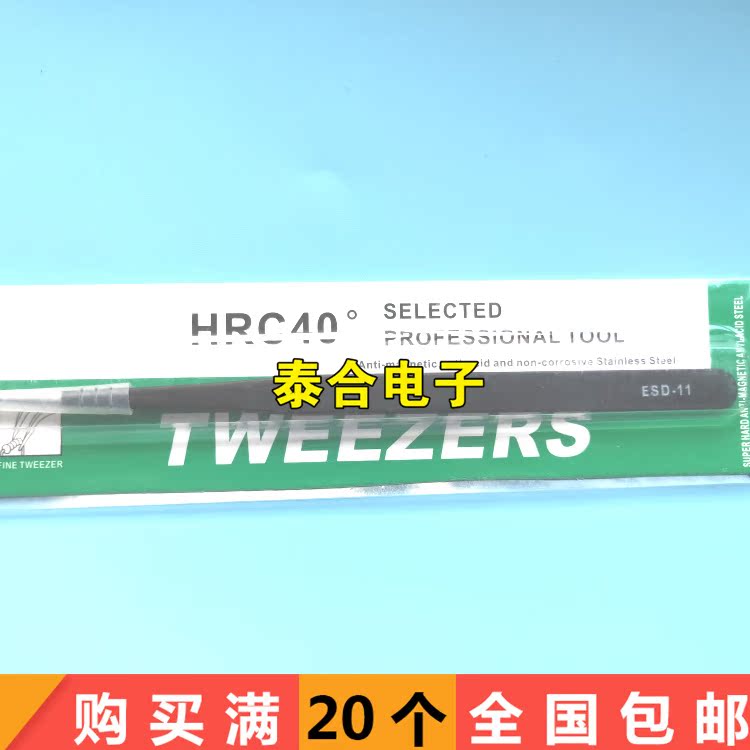 HRC40°
SELECTED
PROFESSIONAL TOOL
and non-corrosive Stainless Steel
泰合电子
ESD-11
TWEEZERS
FINE TWEEZER
SUPER HARD ANTI-MAGNETIC ANTI-ACID STEEL
购买满20个全国包邮